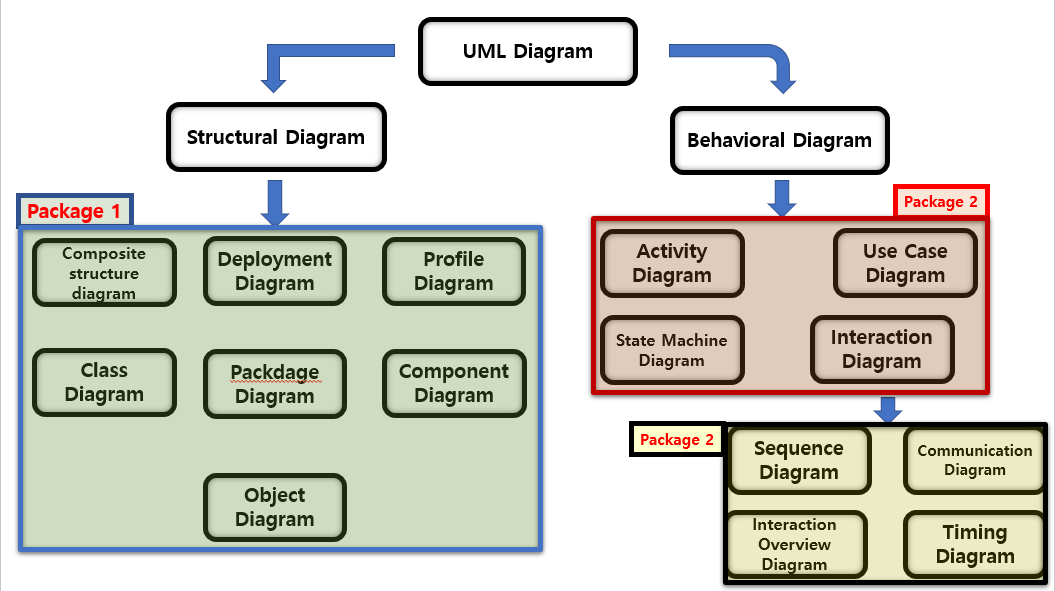 UML Diagram
Structural Diagram
Behavioral Diagram
Package 1
Composite
structure
diagram
Deployment
Diagram
Profile
Diagram
Class
Diagram
Packdage
Diagram
Component
Diagram
Object
Diagram
Package 2
Activity
Diagram
Use Case
Diagram
State Machine
Diagram
Interaction
Diagram
Package 2
Sequence
Diagram
Communication
Diagram
Interaction
Overview
Diagram
Timing
Diagram